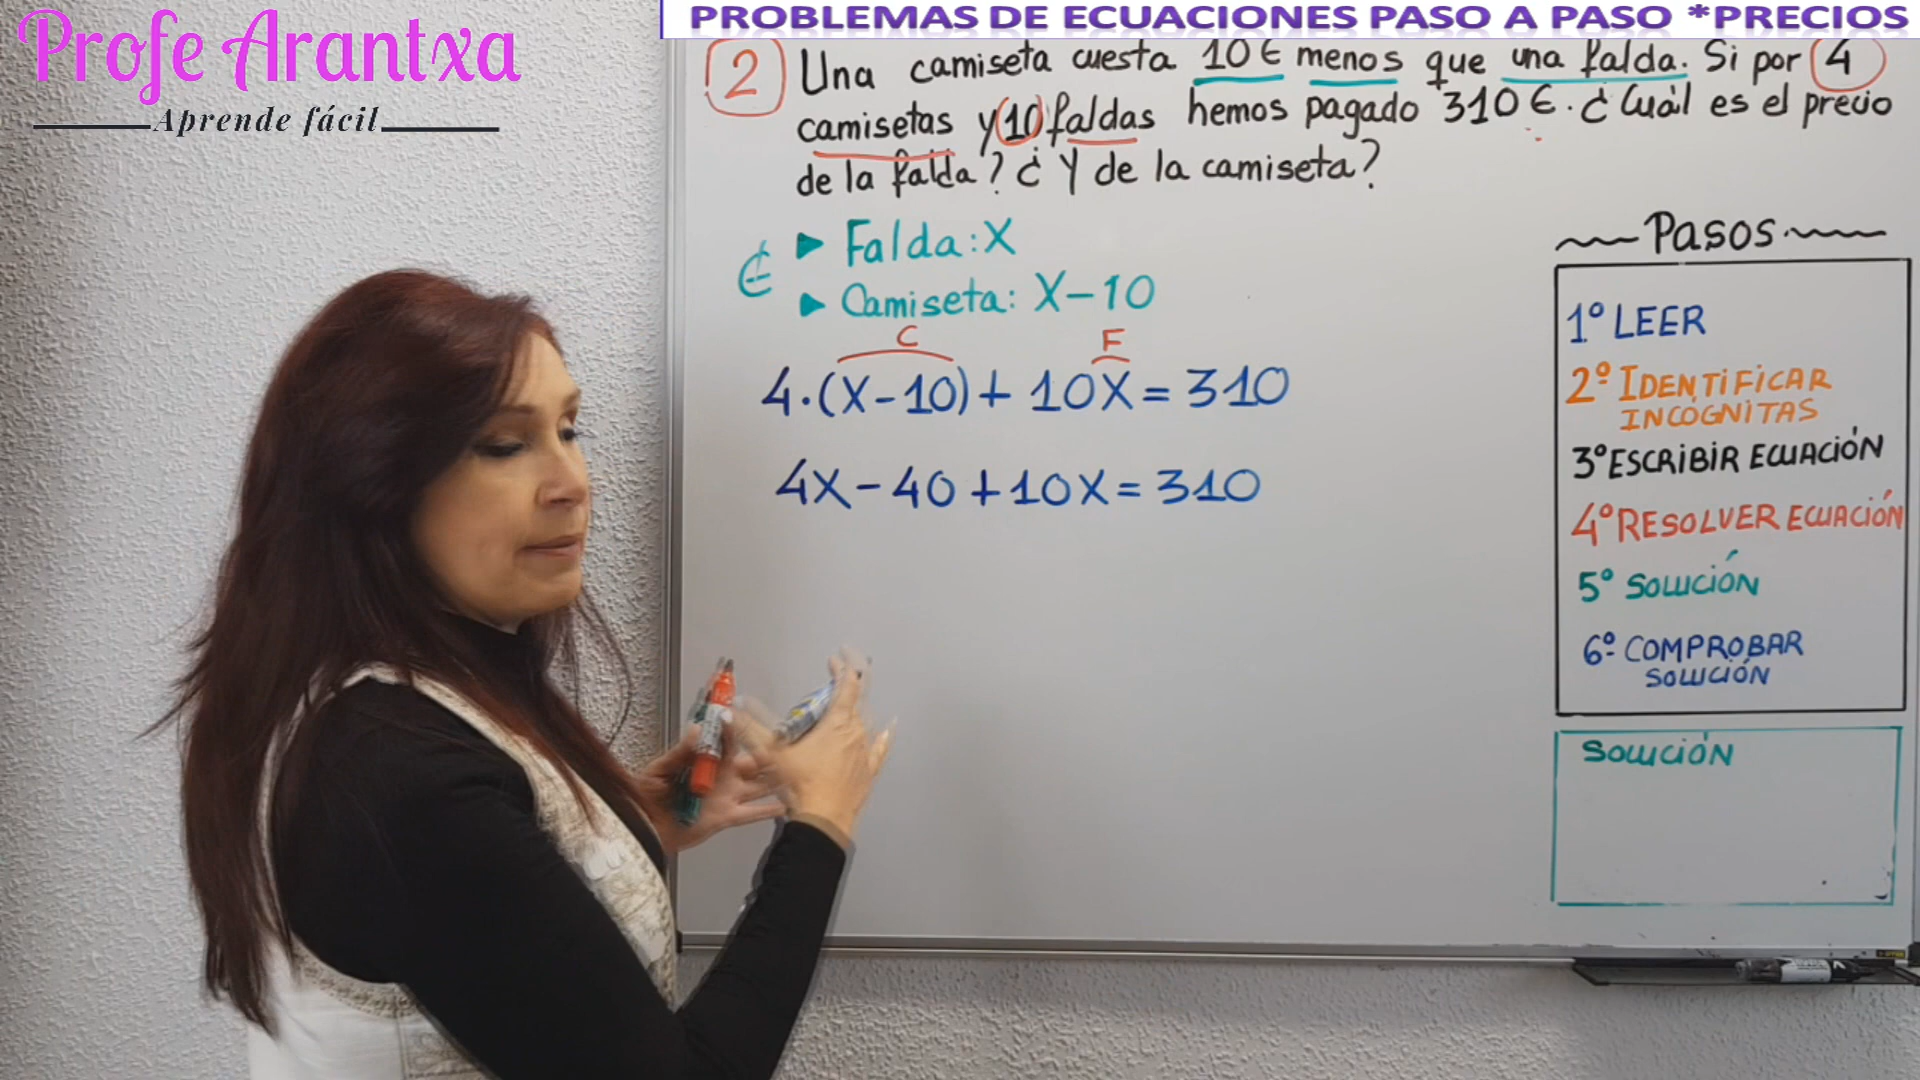 Profe Arantxa
Aprende fácil
PROBLEMAS DE ECUACIONES PASO A PASO *PRECIOS
2 Una camiseta cuesta 10€ menos que una falda. Si por 4
camisetas y 10 faldas hemos pagado 310€. ¿Cuál es el precio
de la falda? ¿Y de la camiseta?
€ ► Falda: X
► Camiseta: X-10
C F
4·(X-10)+10X=310
4X-40+10X=310
Pasos
1º LEER
2º IDENTIFICAR
INCÓGNITAS
3º ESCRIBIR ECUACIÓN
4º RESOLVER ECUACIÓN
5º SOLUCIÓN
6º COMPROBAR
SOLUCIÓN
SOLUCIÓN